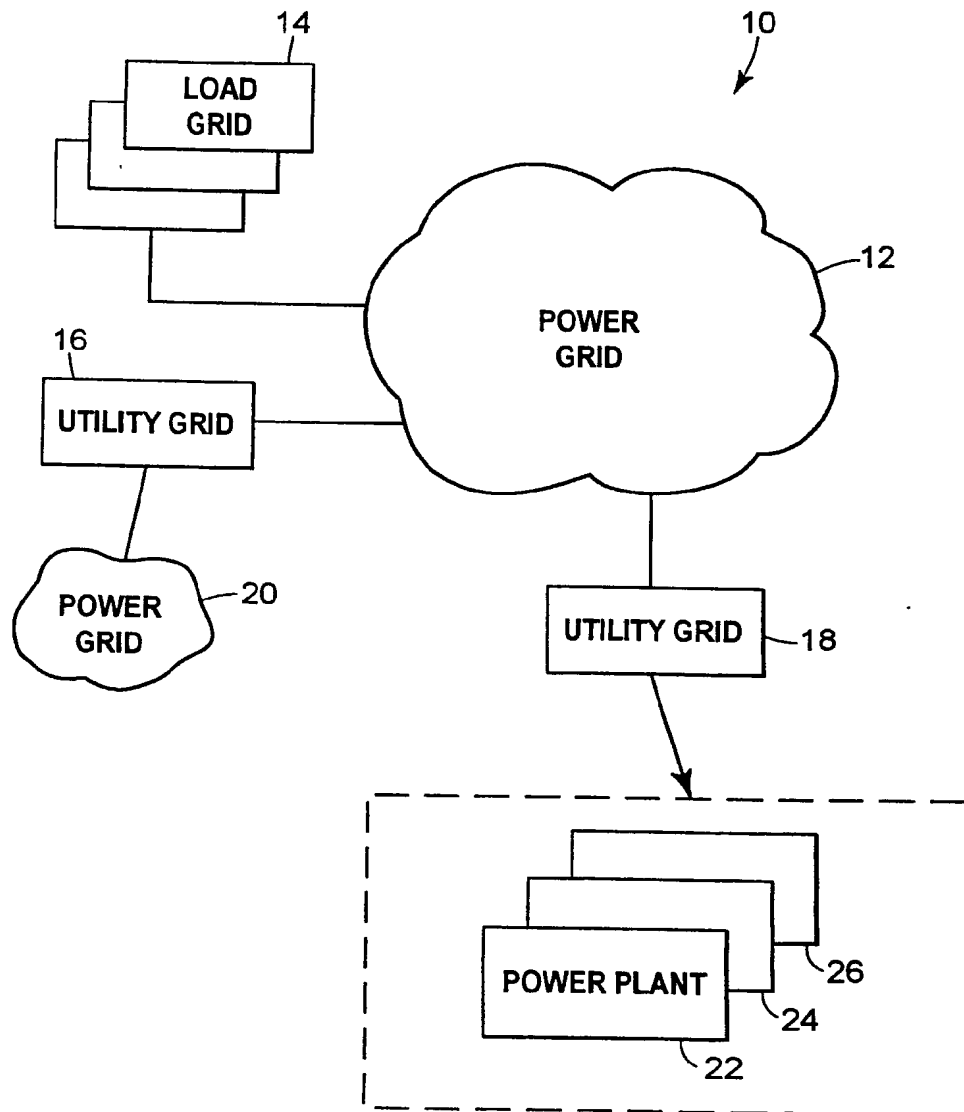 14
10
LOAD
GRID
12
POWER
GRID
16
UTILITY GRID
20
POWER
GRID
UTILITY GRID
18
26
POWER PLANT
24
22